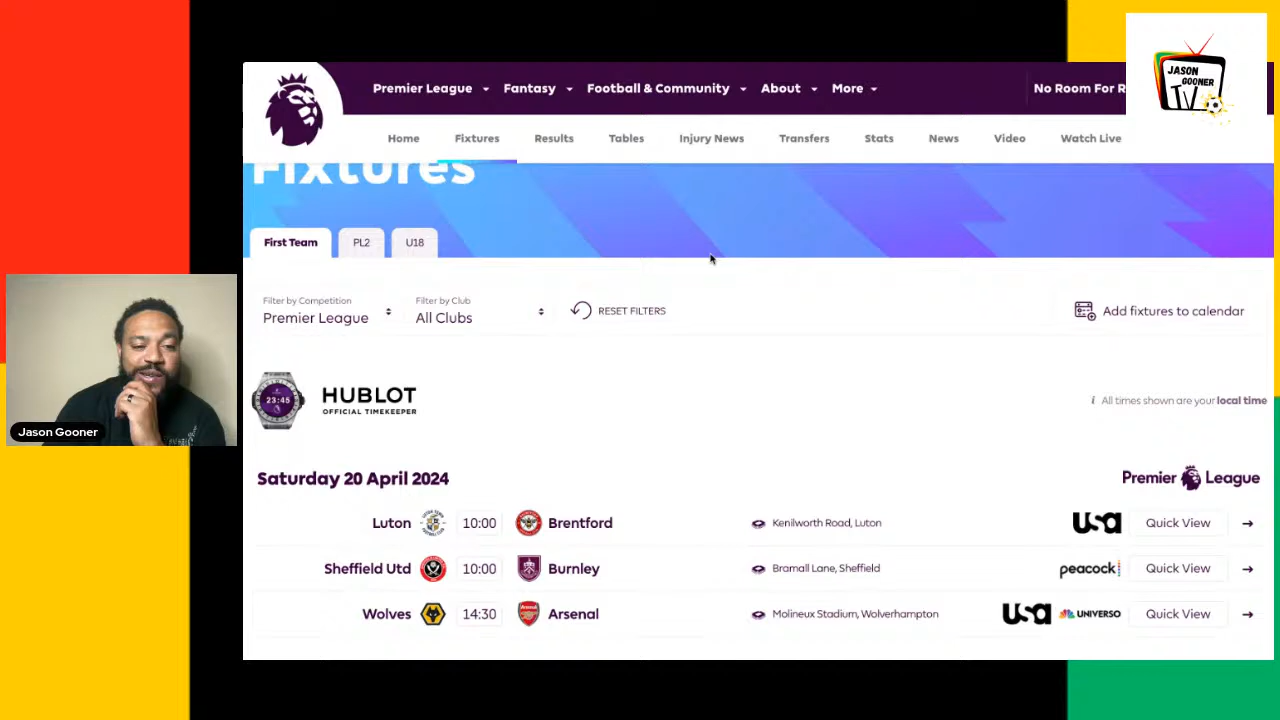 JASON
GOONER
TV
Premier League Fantasy Football & Community About More No Room For R
Home Fixtures Results Tables Injury News Transfers Stats News Video Watch Live
Fixtures
First Team PL2 U18
Filter by Competition Filter by Club
Premier League All Clubs RESET FILTERS Add fixtures to calendar
23:45
HUBLOT
OFFICIAL TIMEKEEPER
i All times shown are your local time
Saturday 20 April 2024 Premier League
Luton 10:00 Brentford Kenilworth Road, Luton USA Quick View
Sheffield Utd 10:00 Burnley Bramall Lane, Sheffield peacock Quick View
Wolves 14:30 Arsenal Molineux Stadium, Wolverhampton USA UNIVERSO Quick View
Jason Gooner